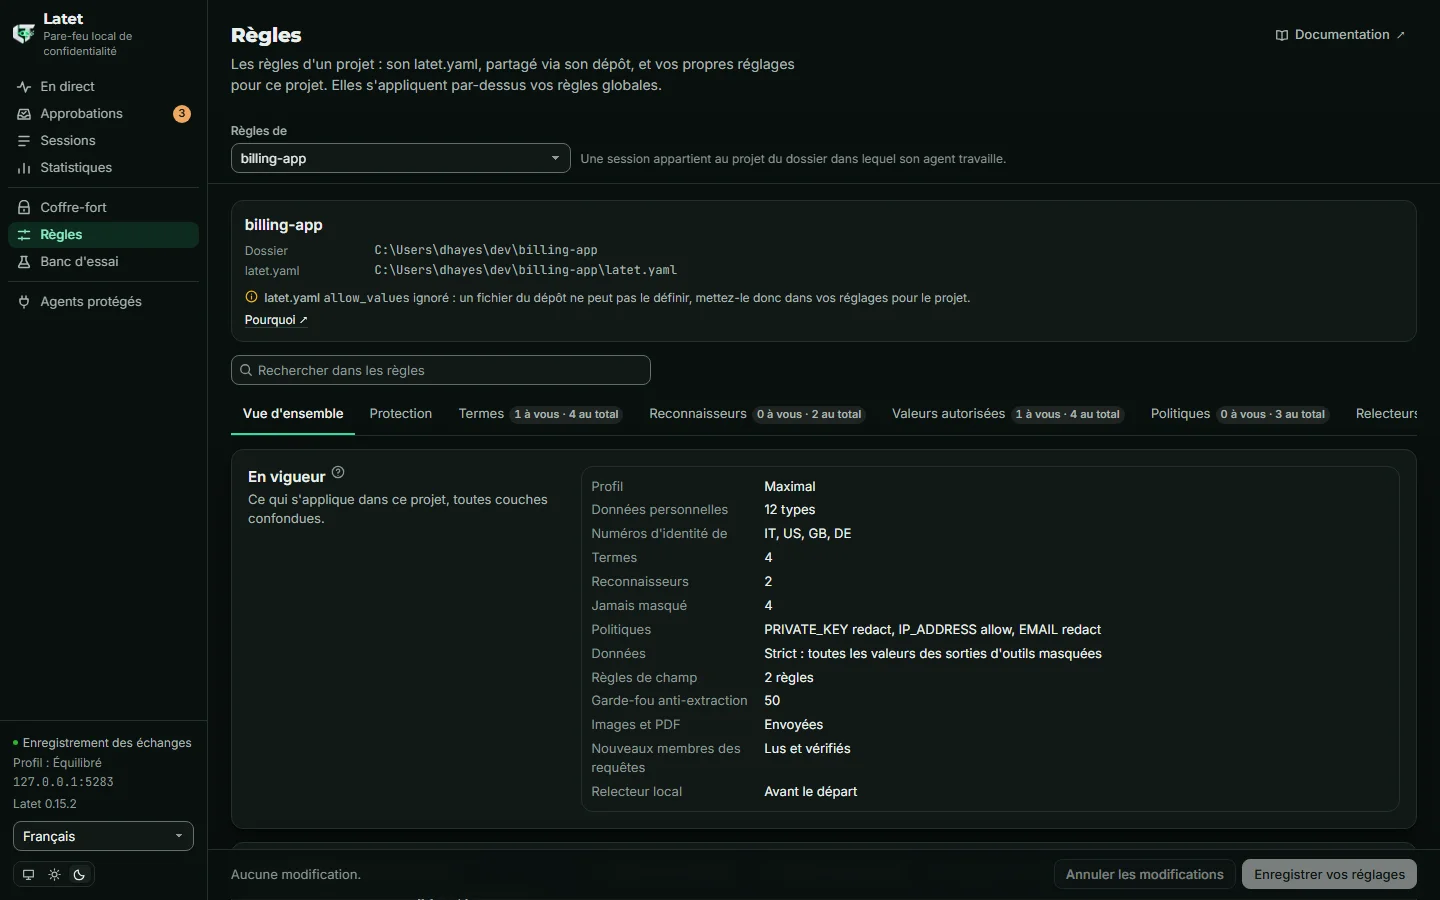 Latet
Pare-feu local de
confidentialité
En direct
Approbations 3
Sessions
Statistiques
Coffre-fort
Règles
Banc d'essai
Agents protégés
Enregistrement des échanges
Profil : Équilibré
127.0.0.1:5283
Latet 0.15.2
Français
Règles
Documentation ↗
Les règles d'un projet : son latet.yaml, partagé via son dépôt, et vos propres réglages
pour ce projet. Elles s'appliquent par-dessus vos règles globales.
Règles de
billing-app
Une session appartient au projet du dossier dans lequel son agent travaille.
billing-app
Dossier C:\Users\dhayes\dev\billing-app
latet.yaml C:\Users\dhayes\dev\billing-app\latet.yaml
latet.yaml allow_values ignoré : un fichier du dépôt ne peut pas le définir, mettez-le donc dans vos réglages pour le projet.
Pourquoi ↗
Rechercher dans les règles
Vue d'ensemble Protection Termes 1 à vous · 4 au total Reconnaisseurs 0 à vous · 2 au total Valeurs autorisées 1 à vous · 4 au total Politiques 0 à vous · 3 au total Relecteurs
En vigueur
Ce qui s'applique dans ce projet, toutes couches
confondues.
Profil Maximal
Données personnelles 12 types
Numéros d'identité de IT, US, GB, DE
Termes 4
Reconnaisseurs 2
Jamais masqué 4
Politiques PRIVATE_KEY redact, IP_ADDRESS allow, EMAIL redact
Données Strict : toutes les valeurs des sorties d'outils masquées
Règles de champ 2 règles
Garde-fou anti-extraction 50
Images et PDF Envoyées
Nouveaux membres des Lus et vérifiés
requêtes
Relecteur local Avant le départ
Aucune modification.
Annuler les modifications
Enregistrer vos réglages